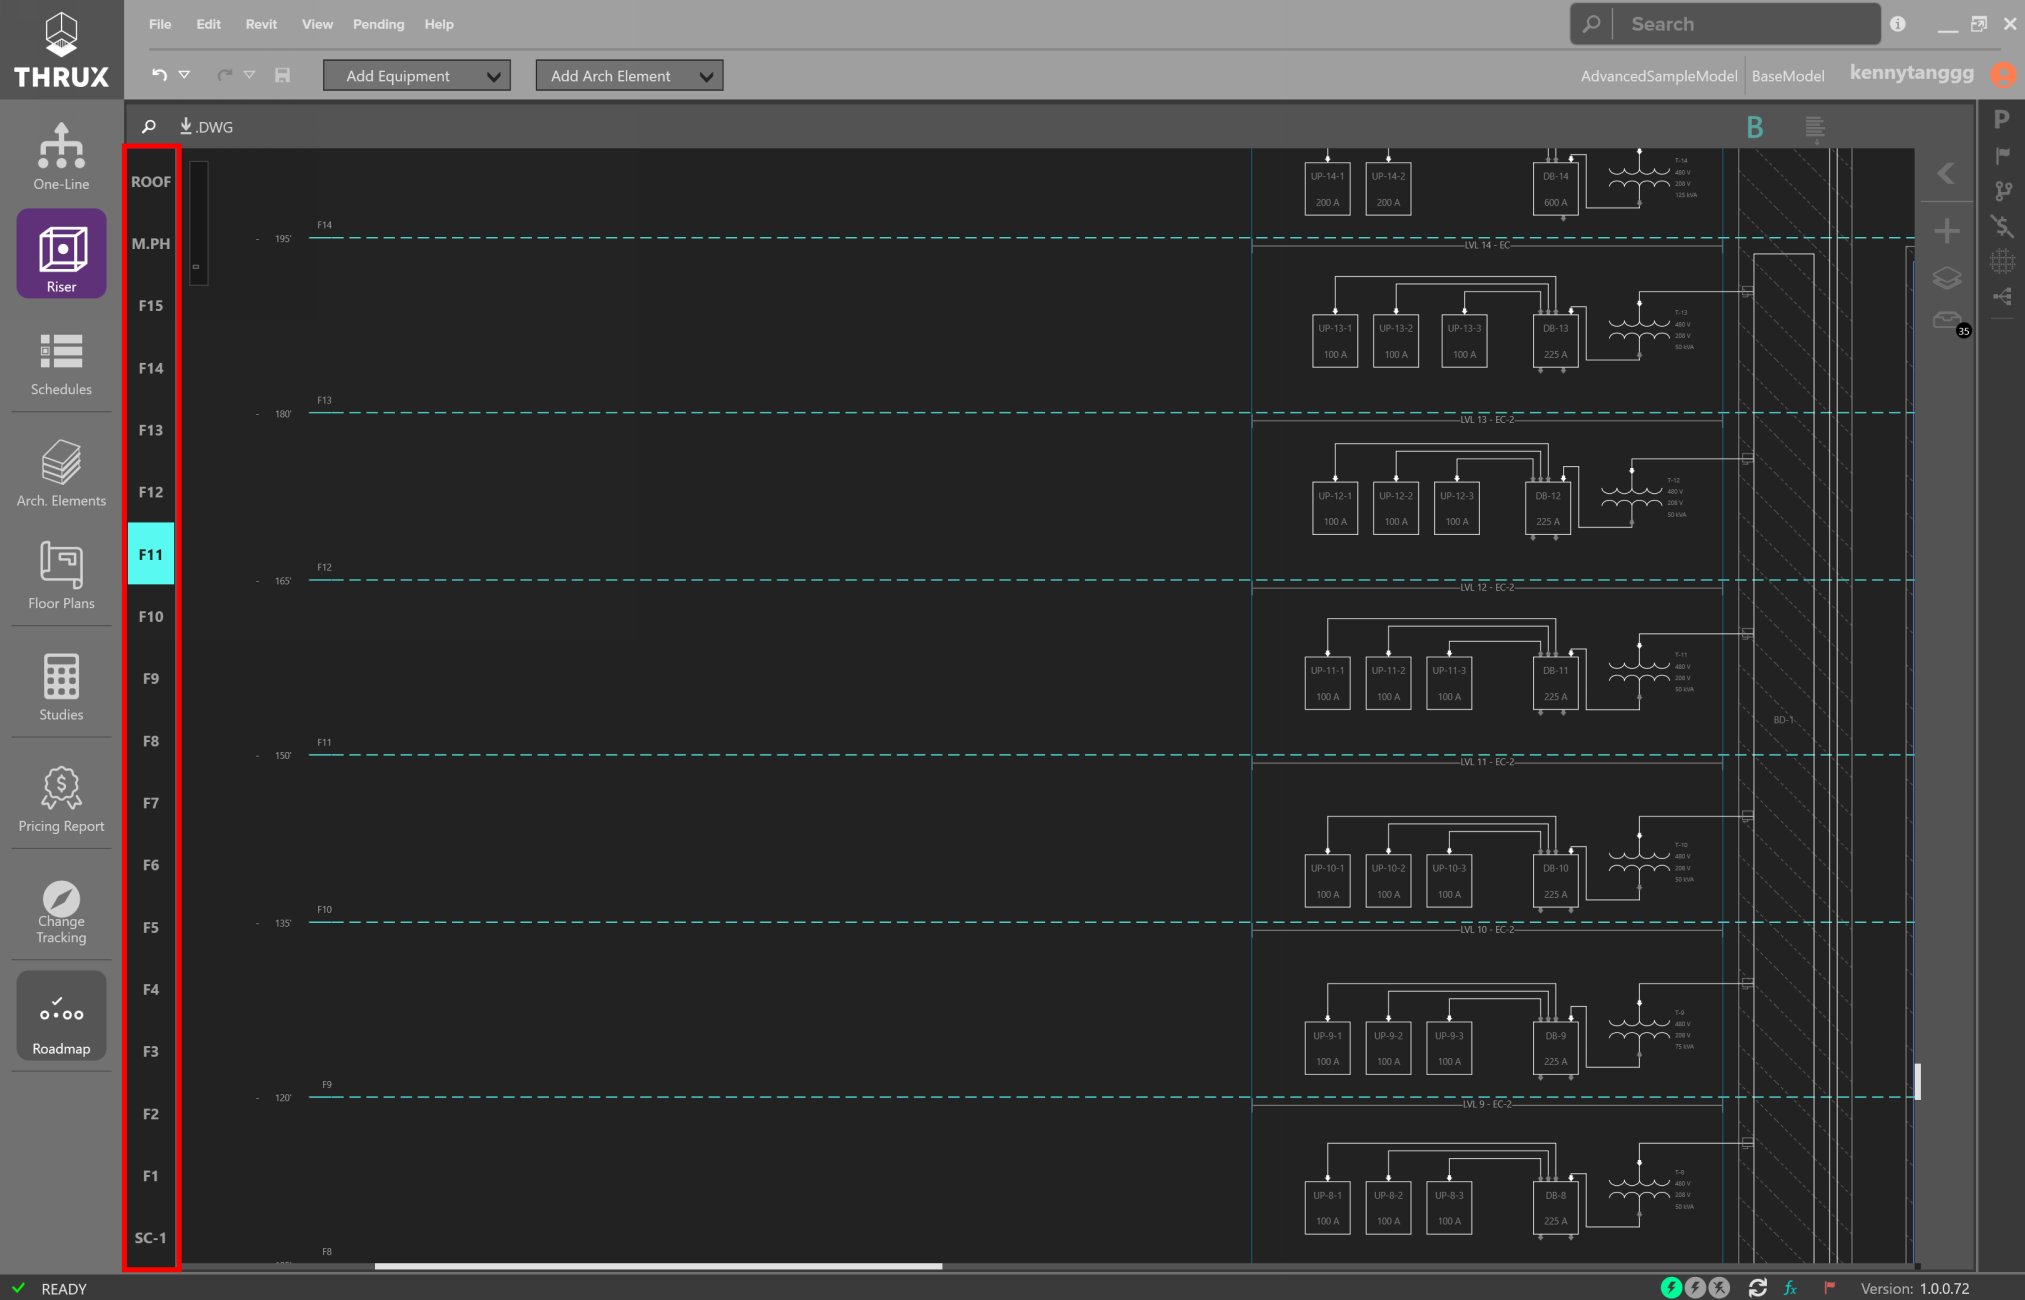 File Edit Revit View Pending Help
Search
THRUX
Add Equipment
Add Arch Element
AdvancedSampleModel
BaseModel
kennytanggg
.DWG
B
P
One-Line
Riser
Schedules
Arch. Elements
Floor Plans
Studies
Pricing Report
Change
Tracking
Roadmap
ROOF
M.PH
F15
F14
F13
F12
F11
F10
F9
F8
F7
F6
F5
F4
F3
F2
F1
SC-1
UP-14-1
200 A
UP-14-2
200 A
DB-14
600 A
T-14
480 V
208 V
125 kVA
F14
- 195'
LVL 14 - EC
UP-13-1
100 A
UP-13-2
100 A
UP-13-3
100 A
DB-13
225 A
T-13
480 V
208 V
50 kVA
F13
- 180'
LVL 13 - EC-2
UP-12-1
100 A
UP-12-2
100 A
UP-12-3
100 A
DB-12
225 A
T-12
480 V
208 V
50 kVA
F12
- 165'
LVL 12 - EC-2
UP-11-1
100 A
UP-11-2
100 A
UP-11-3
100 A
DB-11
225 A
T-11
480 V
208 V
50 kVA
BD-1
F11
- 150'
LVL 11 - EC-2
UP-10-1
100 A
UP-10-2
100 A
UP-10-3
100 A
DB-10
225 A
T-10
480 V
208 V
50 kVA
F10
- 135'
LVL 10 - EC-2
UP-9-1
100 A
UP-9-2
100 A
UP-9-3
100 A
DB-9
225 A
T-9
480 V
208 V
75 kVA
F9
- 120'
LVL 9 - EC-2
UP-8-1
100 A
UP-8-2
100 A
UP-8-3
100 A
DB-8
225 A
T-8
480 V
208 V
50 kVA
F8
35
READY
fx
Version: 1.0.0.72